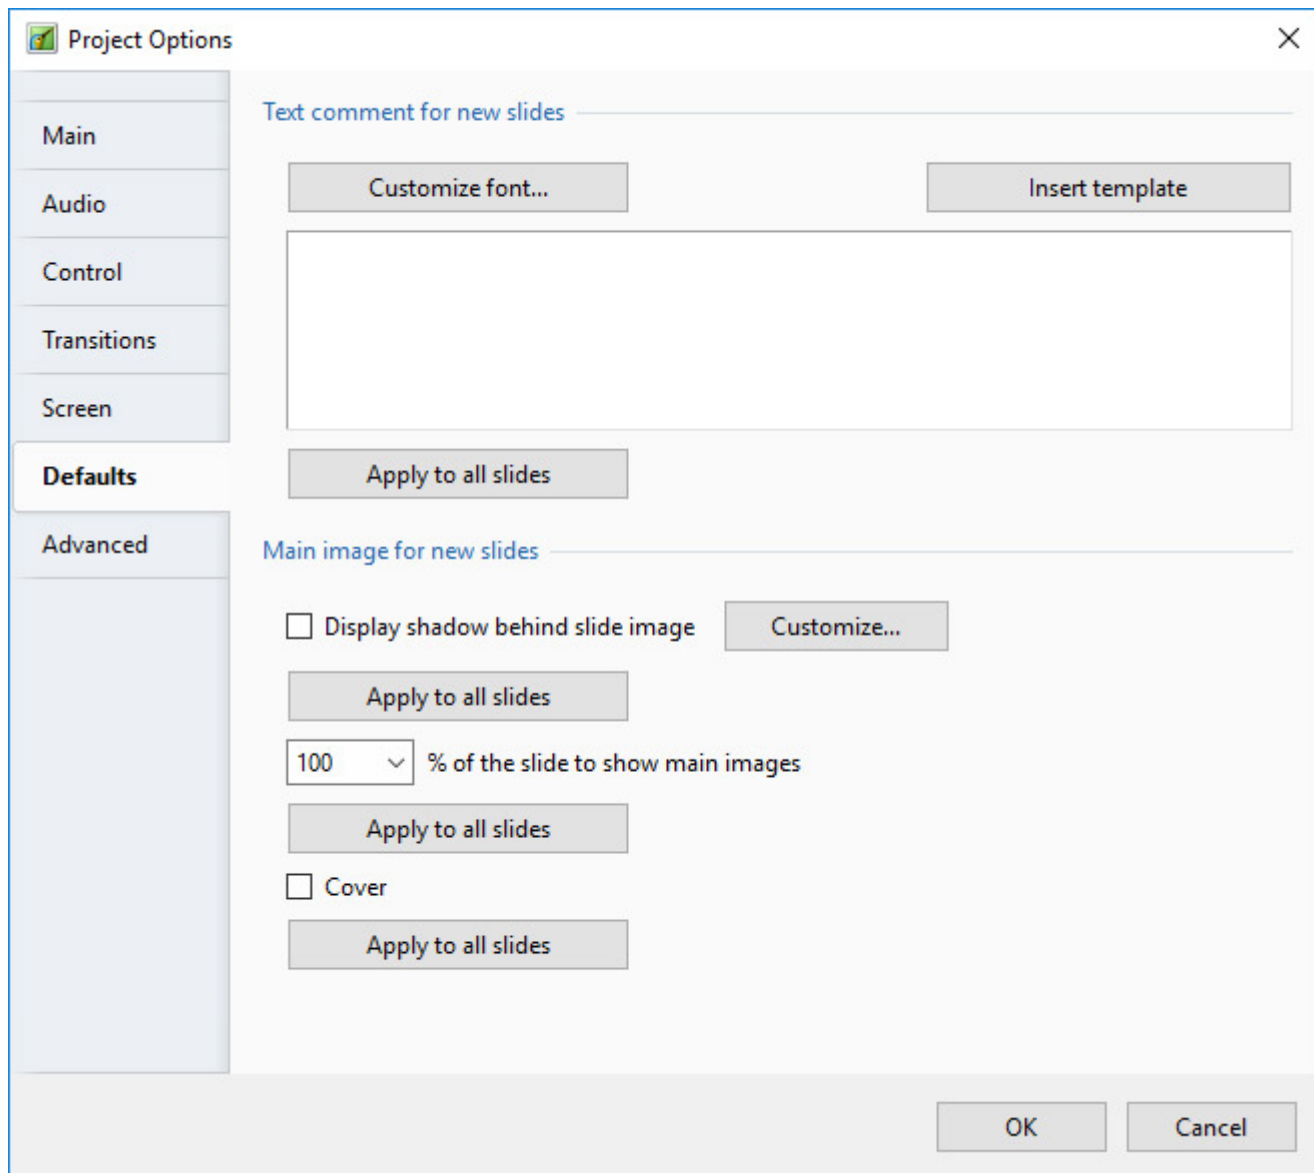 Project Options
Main
Audio
Control
Transitions
Screen
Defaults
Advanced
Text comment for new slides
Customize font... Insert template
Apply to all slides
Main image for new slides
Display shadow behind slide image Customize...
Apply to all slides
100 % of the slide to show main images
Apply to all slides
Cover
Apply to all slides
OK Cancel